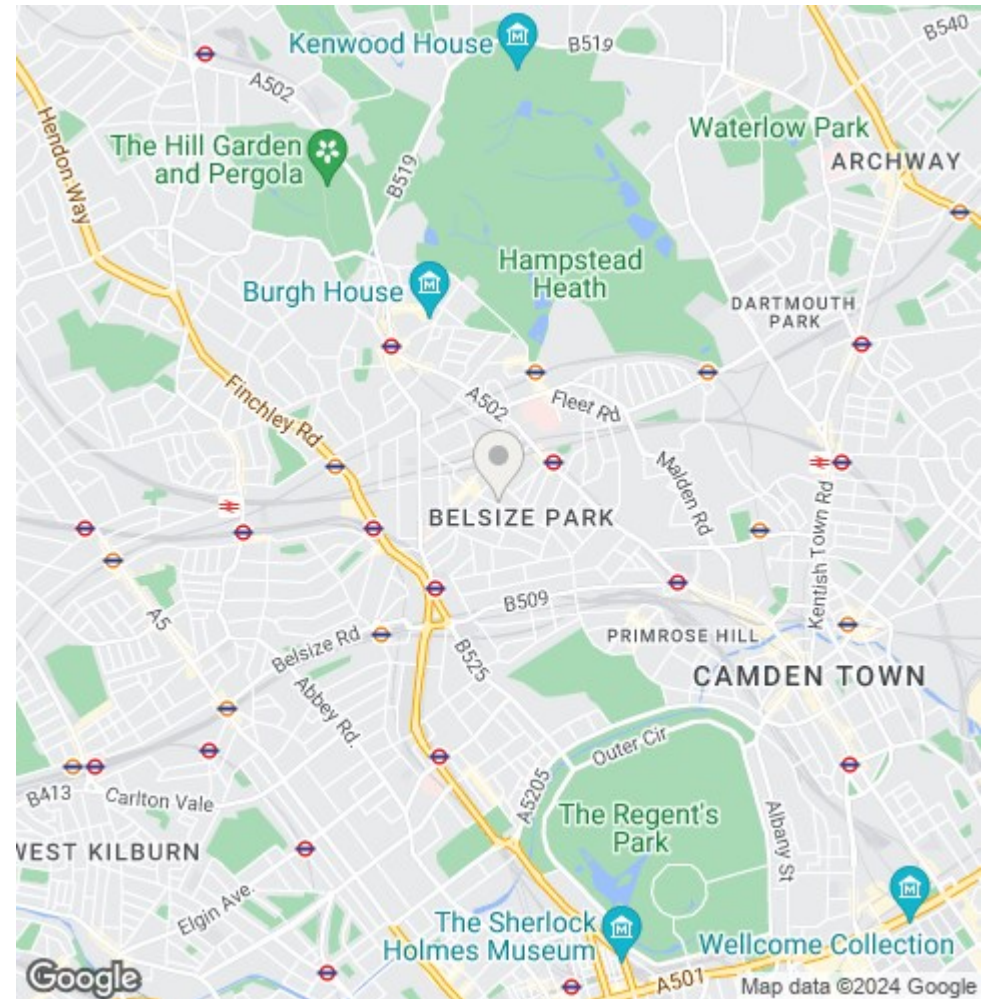 Kenwood House
B519
B540
A502
Hendon Way
The Hill Garden
and Pergola
B519
Waterlow Park
ARCHWAY
Hampstead
Heath
Burgh House
DARTMOUTH
PARK
Finchley Rd
A502
Fleet Rd
Malden Rd
BELSIZE PARK
Kentish Town Rd
A5
B509
Belsize Rd
B525
PRIMROSE HILL
Abbey Rd.
CAMDEN TOWN
Outer Cir
B413
Carlton Vale
A5205
The Regent's
Park
Albany St
WEST KILBURN
Elgin Ave.
The Sherlock
Holmes Museum
Wellcome Collection
A501
Google
Map data ©2024 Google